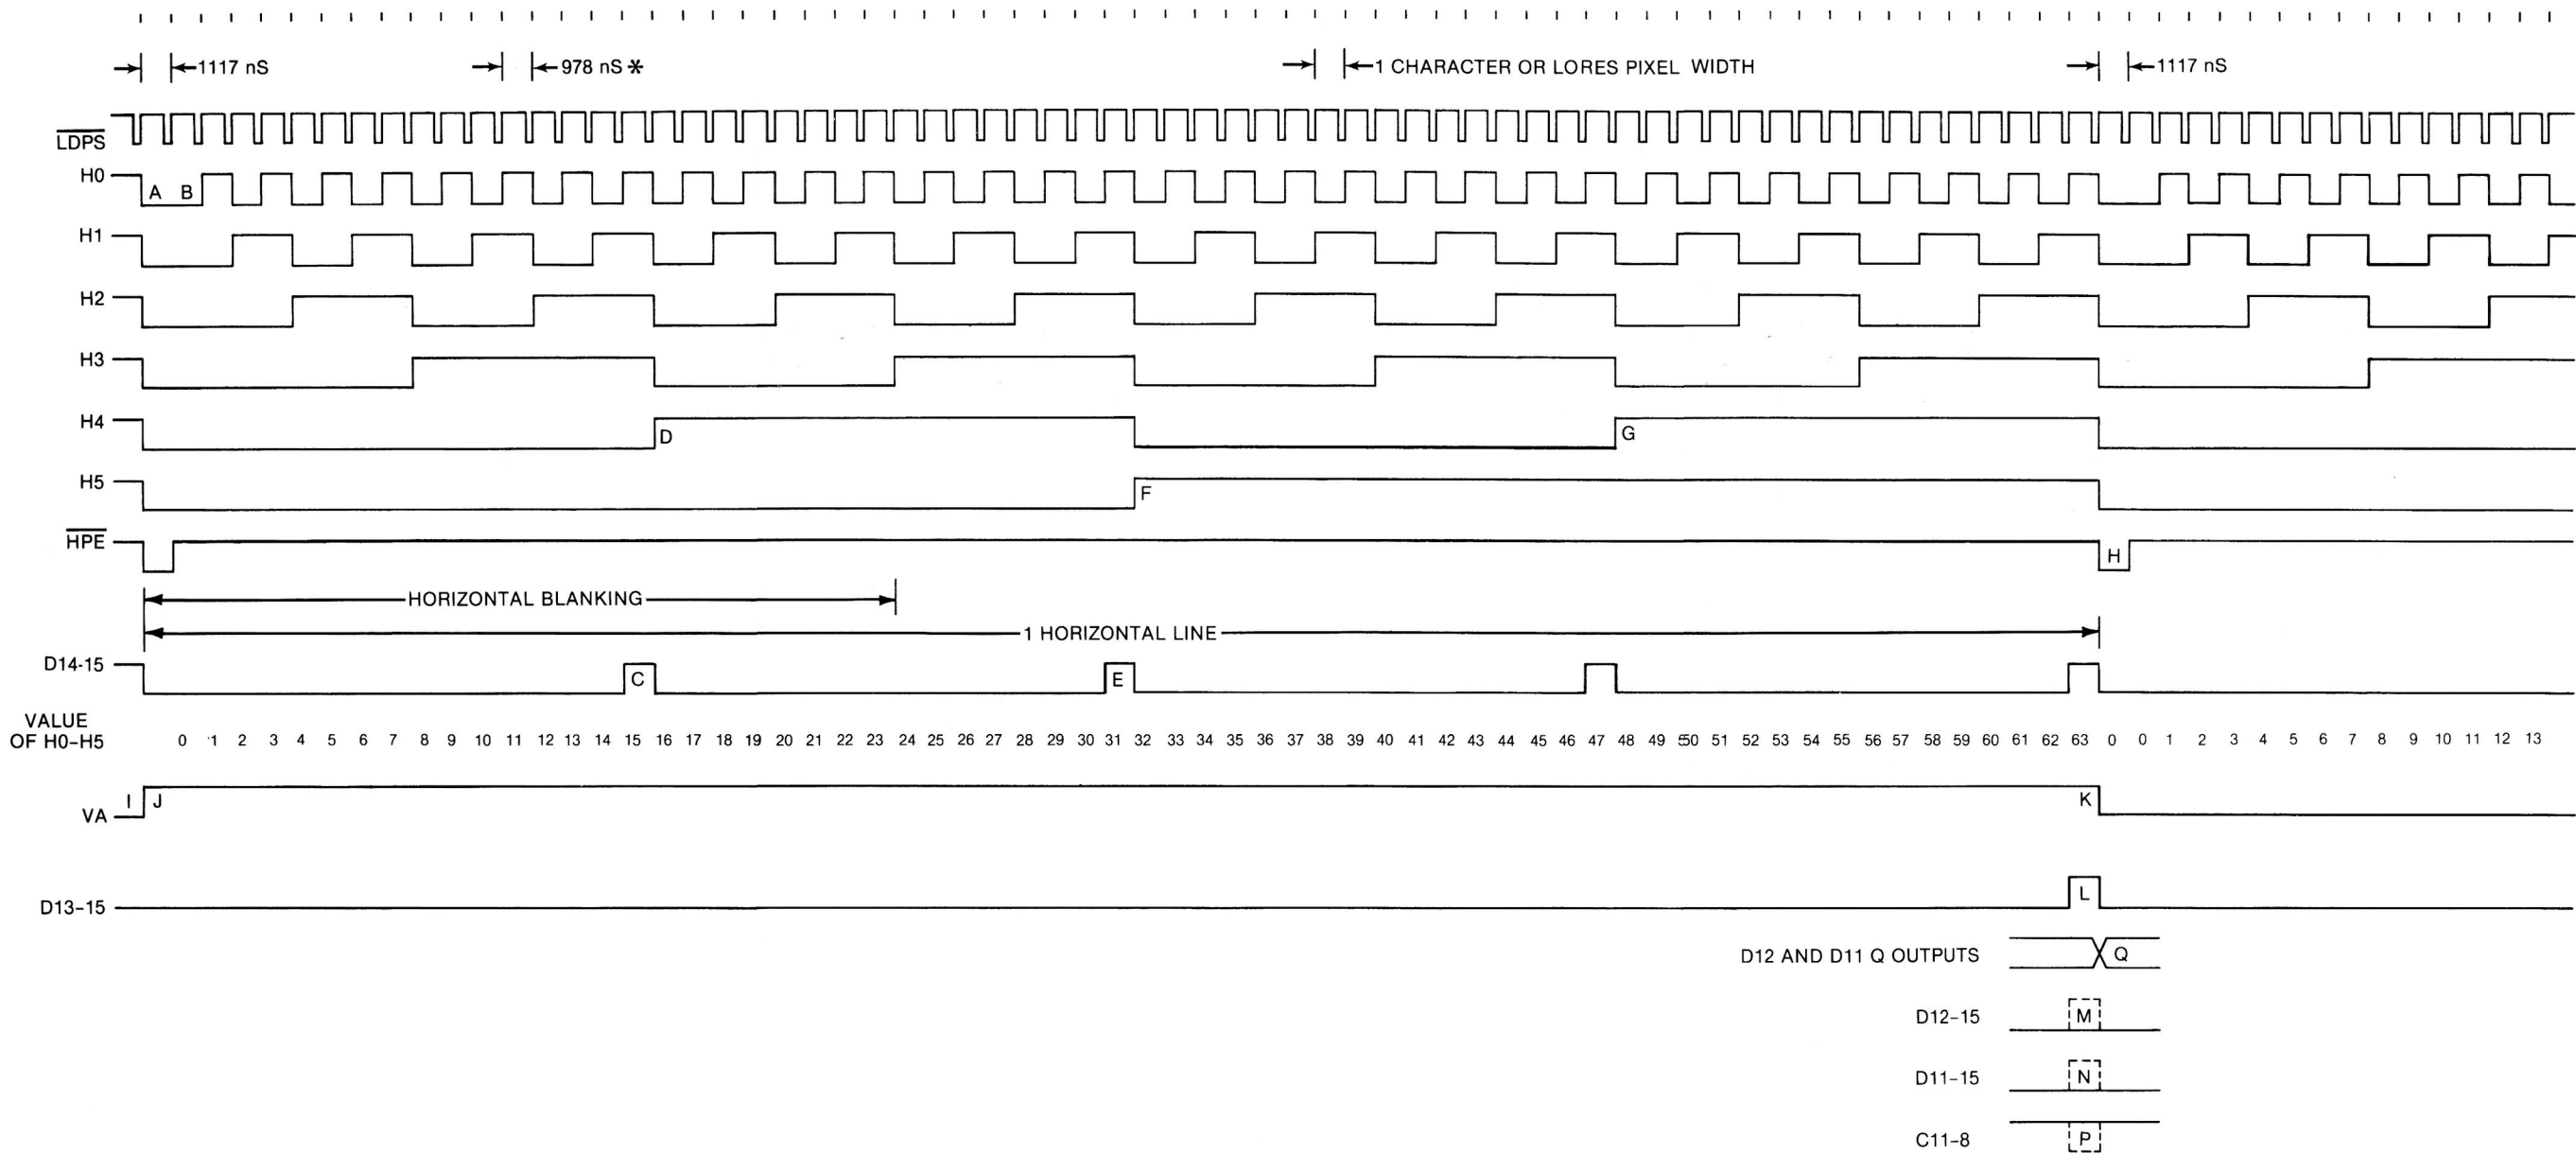 1117 nS
978 nS *
1 CHARACTER OR LORES PIXEL WIDTH
1117 nS
LDPS
H0
A B
H1
H2
H3
H4
D
G
H5
F
HPE
H
HORIZONTAL BLANKING
1 HORIZONTAL LINE
D14-15
C
E
VALUE
OF H0-H5
0 1 2 3 4 5 6 7 8 9 10 11 12 13 14 15 16 17 18 19 20 21 22 23 24 25 26 27 28 29 30 31 32 33 34 35 36 37 38 39 40 41 42 43 44 45 46 47 48 49 50 51 52 53 54 55 56 57 58 59 60 61 62 63 0 0 1 2 3 4 5 6 7 8 9 10 11 12 13
I J
K
VA
L
D13-15
D12 AND D11 Q OUTPUTS
Q
D12-15
M
D11-15
N
C11-8
P